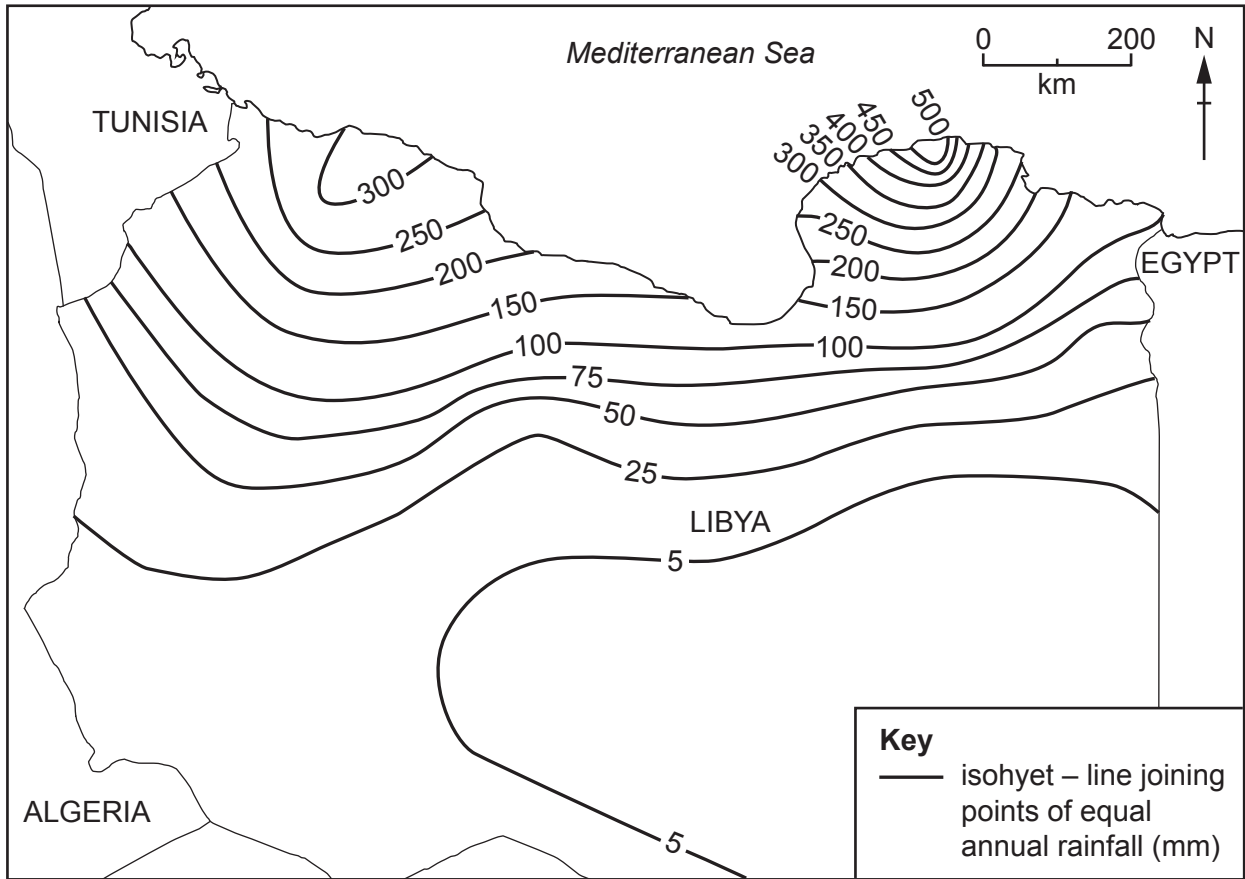 Mediterranean Sea
0 200
km
N
TUNISIA
500
450
400
350
300
300
250
250
200
200
EGYPT
150
150
100
100
75
50
25
LIBYA
5
Key
isohyet – line joining
points of equal
annual rainfall (mm)
ALGERIA
5